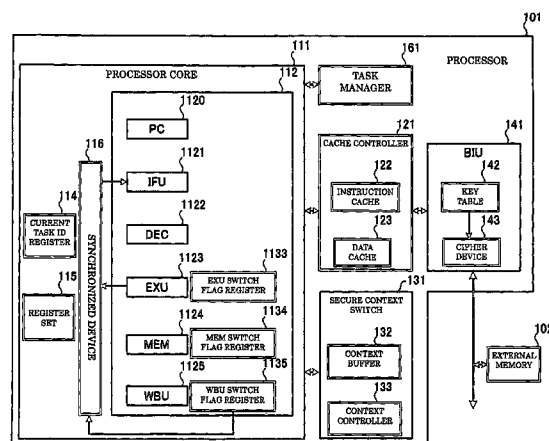 101
PROCESSOR
111
PROCESSOR CORE
112
161
TASK
MANAGER
1120
PC
116
1121
IFU
114
CURRENT
TASK ID
REGISTER
1122
DEC
SYNCHRONIZED DEVICE
115
REGISTER
SET
1123
EXU
1133
EXU SWITCH
FLAG REGISTER
1124
MEM
1134
MEM SWITCH
FLAG REGISTER
1125
WBU
1135
WBU SWITCH
FLAG REGISTER
121
CACHE CONTROLLER
122
INSTRUCTION
CACHE
123
DATA
CACHE
141
BIU
142
KEY
TABLE
143
CIPHER
DEVICE
131
SECURE CONTEXT
SWITCH
132
CONTEXT
BUFFER
133
CONTEXT
CONTROLLER
102
EXTERNAL
MEMORY